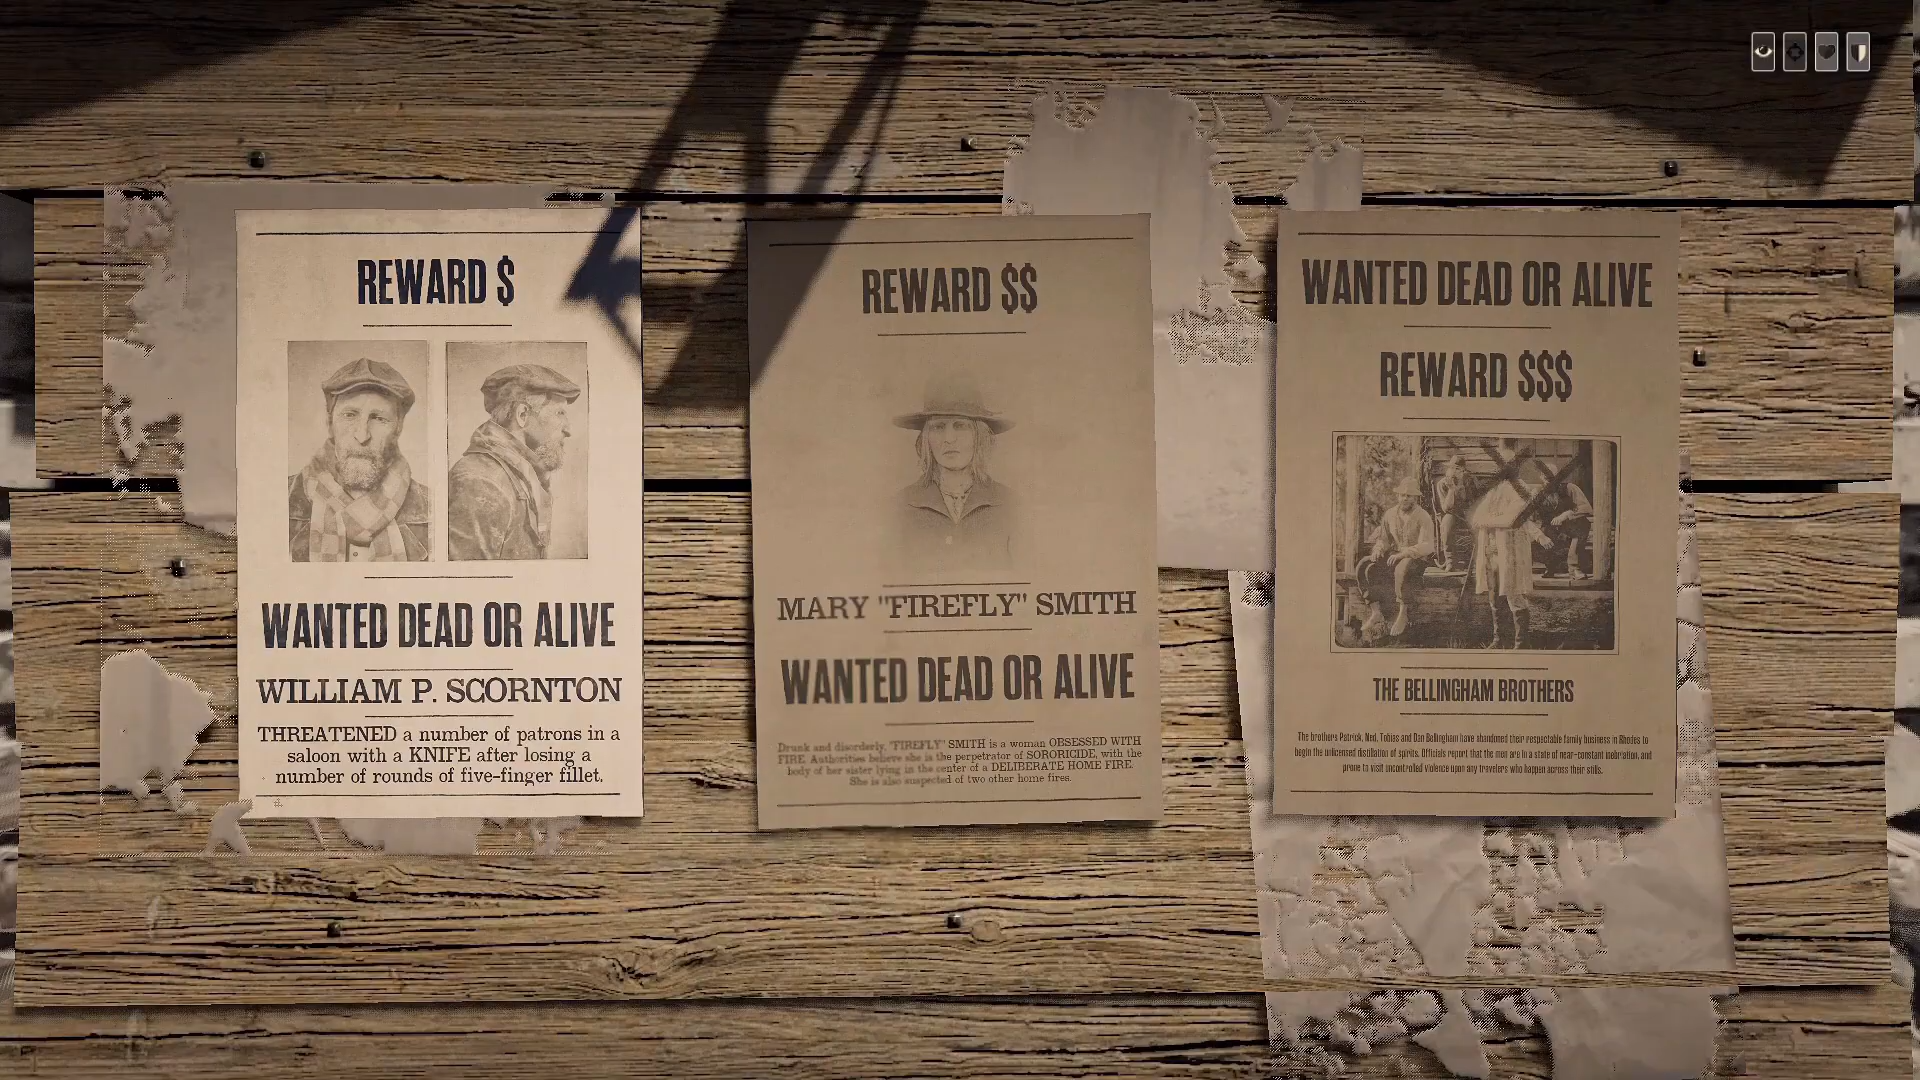 REWARD $
WANTED DEAD OR ALIVE
WILLIAM P. SCORNTON
THREATENED a number of patrons in a
saloon with a KNIFE after losing a
number of rounds of five-finger fillet.
REWARD $$
MARY "FIREFLY" SMITH
WANTED DEAD OR ALIVE
Drunk and disorderly, "FIREFLY" SMITH is a woman OBSESSED WITH
FIRE. Authorities believe she is the perpetrator of SORORICIDE, with the
body of her sister lying in the center of a DELIBERATE HOME FIRE.
She is also suspected of two other home fires.
WANTED DEAD OR ALIVE
REWARD $$$
THE BELLINGHAM BROTHERS
The brothers Patrick, Ned, Tobias and Dan Bellingham have abandoned their respectable family business in Rhodes to
begin the unlicensed distillation of spirits. Officials report that the men are in a state of near-constant inebriation, and
prone to visit uncontrolled violence upon any travelers who happen across their stills.